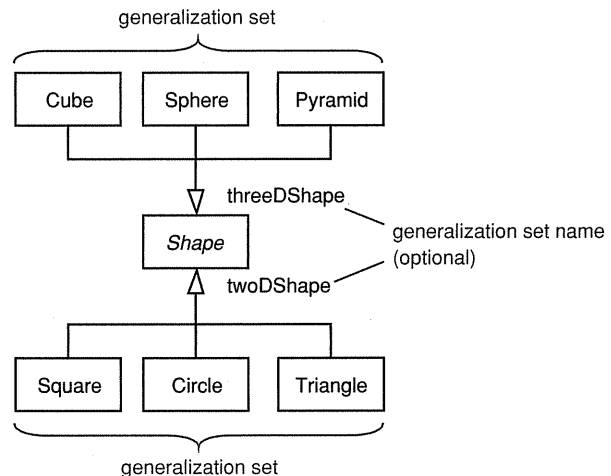 generalization set
Cube Sphere Pyramid
threeDShape
Shape
generalization set name
(optional)
twoDShape
Square Circle Triangle
generalization set